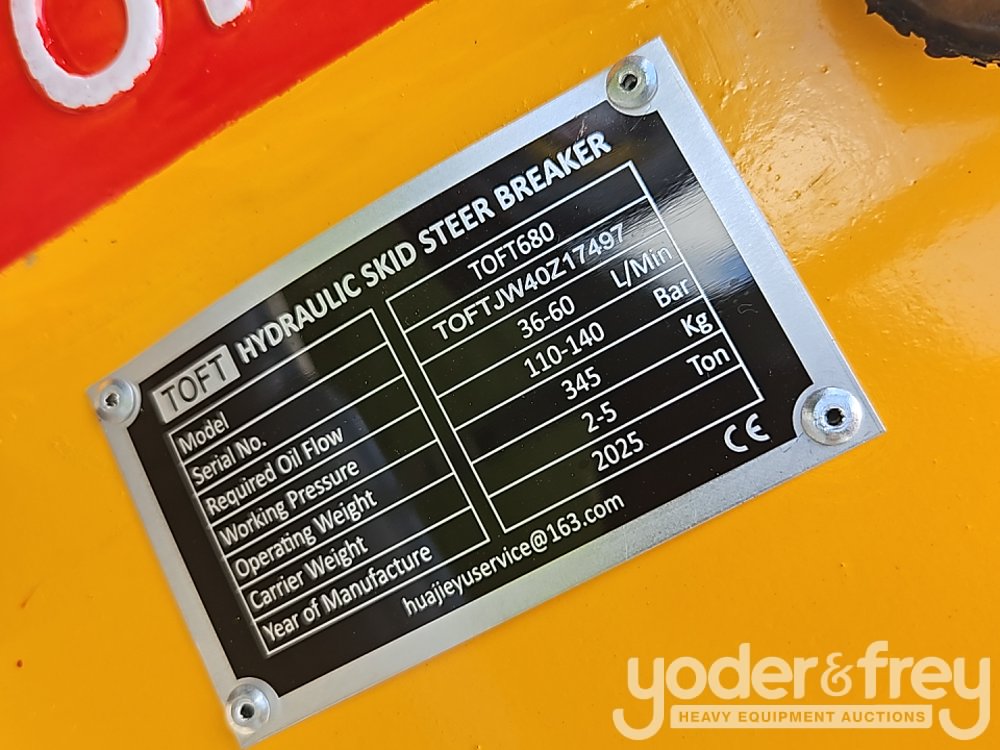 TOFT HYDRAULIC SKID STEER BREAKER
Model TOFT680
Serial No. TOFTJW40Z17497
Required Oil Flow 36-60 L/Min
Working Pressure 110-140 Bar
Operating Weight 345 Kg
Carrier Weight 2-5 Ton
Year of Manufacture 2025
huajieyuservice@163.com CE
yoder&frey
HEAVY EQUIPMENT AUCTIONS